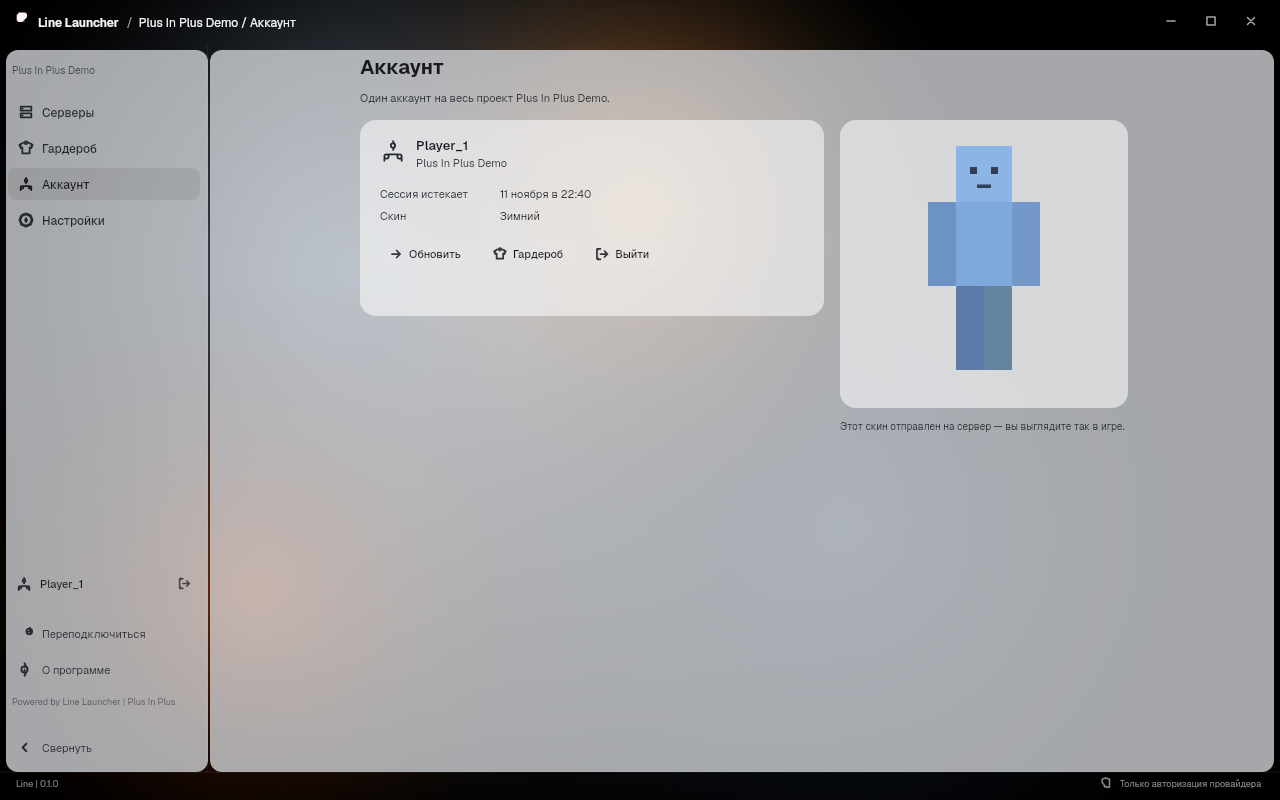 Line Launcher / Plus In Plus Demo / Аккаунт
Plus In Plus Demo
Серверы
Гардероб
Аккаунт
Настройки
Player_1
Переподключиться
О программе
Powered by Line Launcher | Plus In Plus
Свернуть
Аккаунт
Один аккаунт на весь проект Plus In Plus Demo.
Player_1
Plus In Plus Demo
Сессия истекает 11 ноября в 22:40
Скин Зимний
Обновить Гардероб Выйти
Этот скин отправлен на сервер — вы выглядите так в игре.
Line | 0.1.0
Только авторизация провайдера